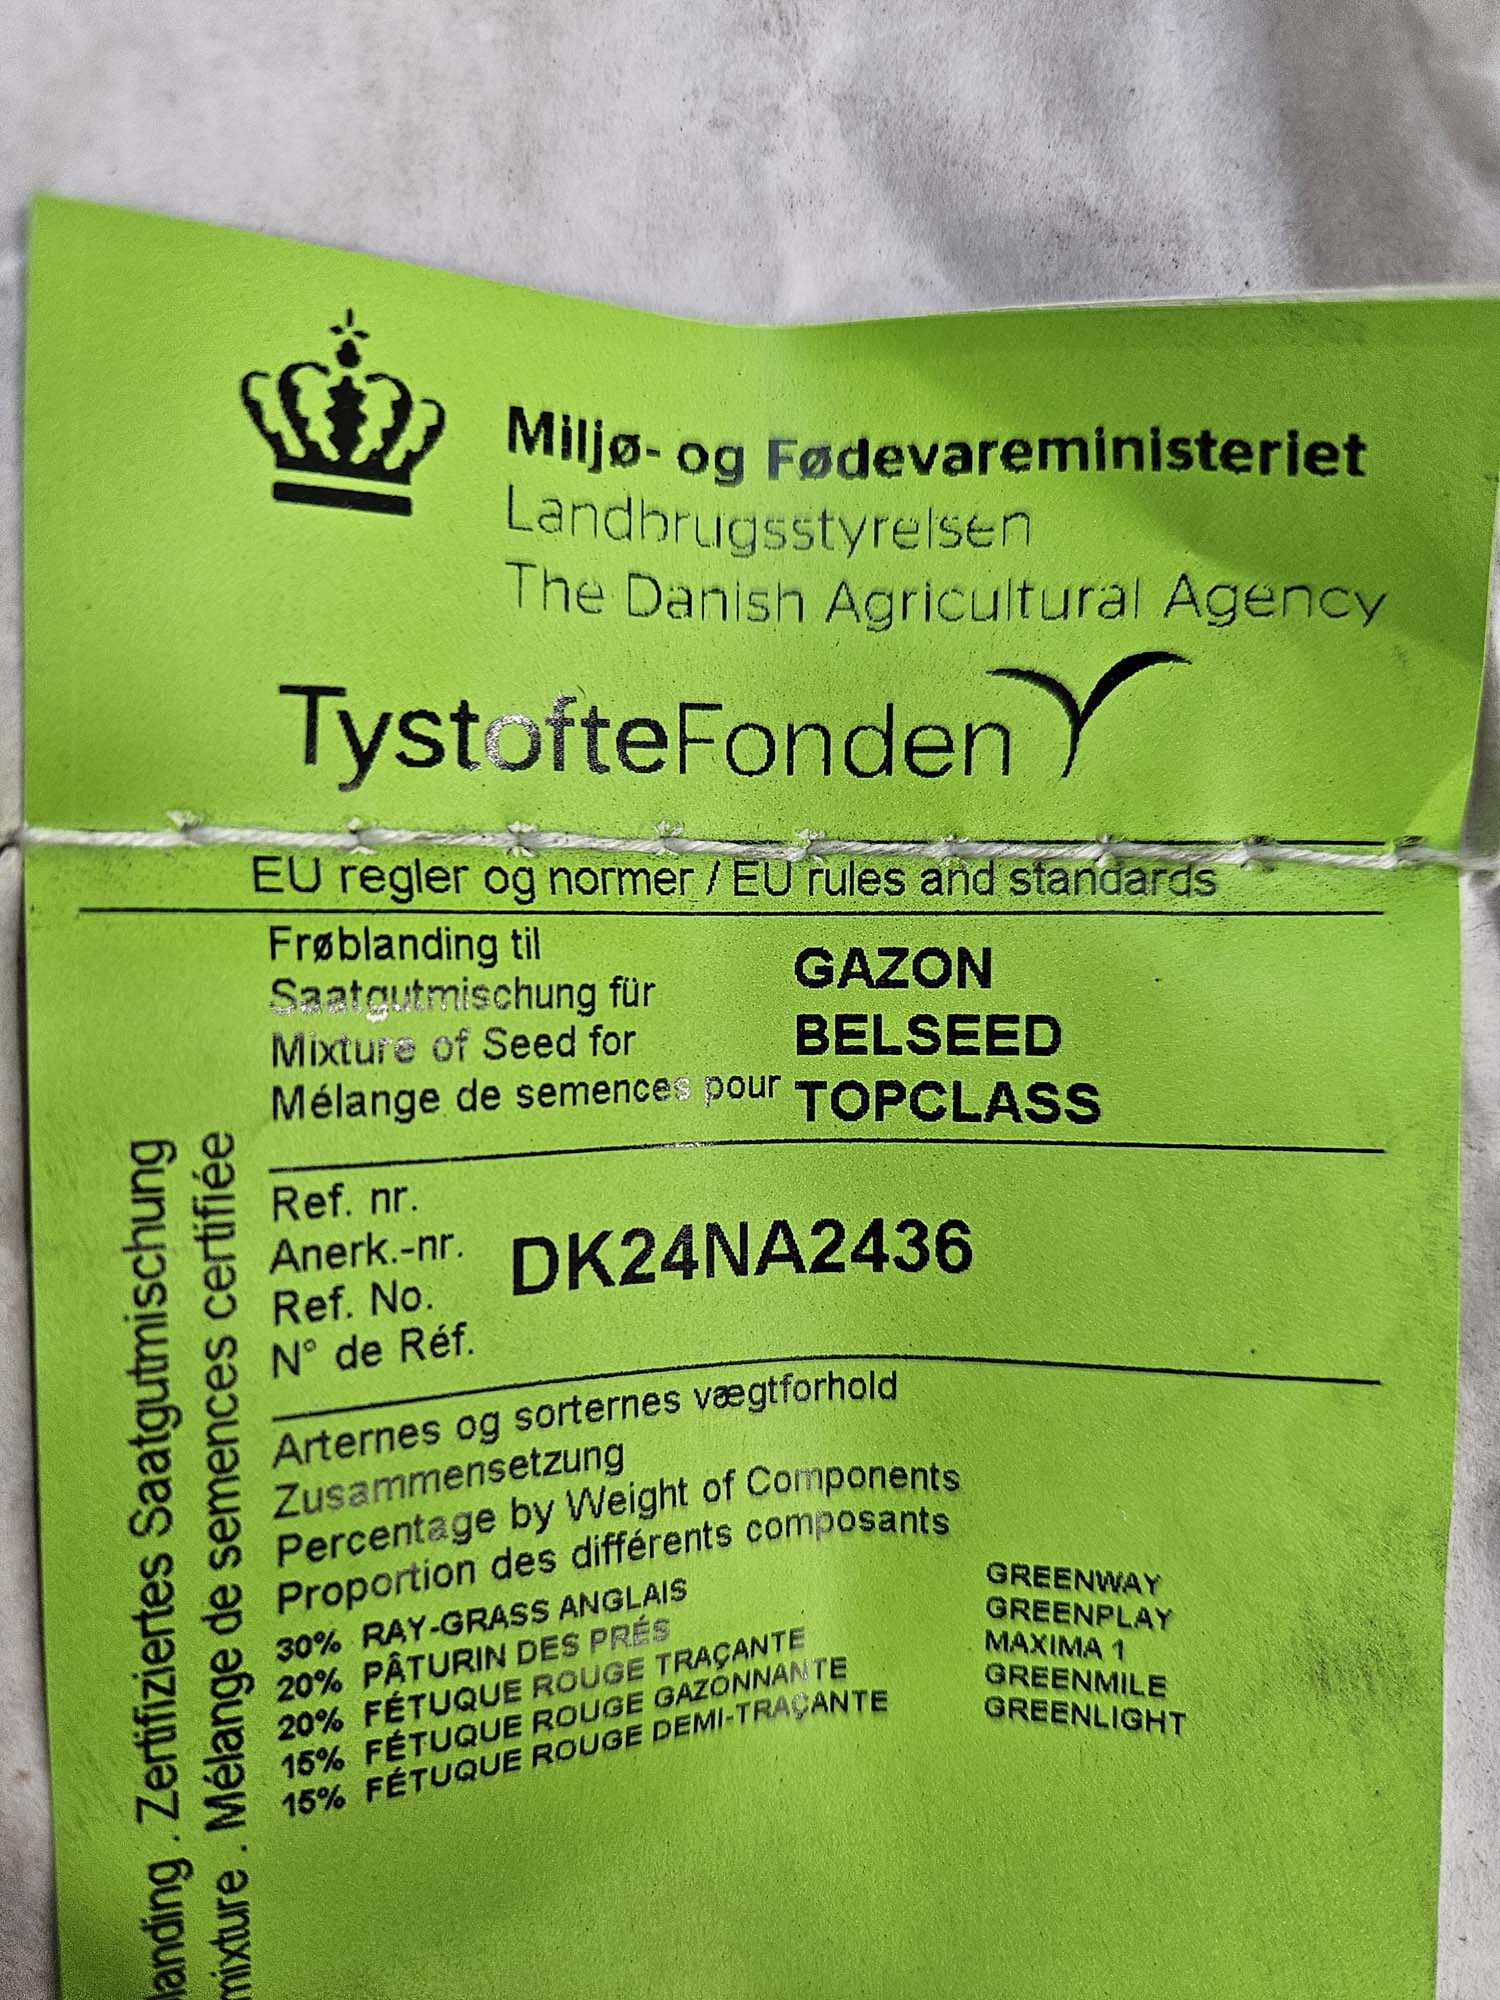 Miljø- og Fødevareministeriet
Landbrugsstyrelsen
The Danish Agricultural Agency
TystofteFonden
EU regler og normer / EU rules and standards
Frøblanding til
Saatgutmischung für
Mixture of Seed for
Mélange de semences pour
GAZON
BELSEED
TOPCLASS
Ref. nr.
Anerk.-nr.
Ref. No.
N° de Réf.
DK24NA2436
Arternes og sorternes vægtforhold
Zusammensetzung
Percentage by Weight of Components
Proportion des différents composants
30% RAY-GRASS ANGLAIS GREENWAY
20% PÂTURIN DES PRÉS GREENPLAY
20% FÉTUQUE ROUGE TRAÇANTE MAXIMA 1
15% FÉTUQUE ROUGE GAZONNANTE GREENMILE
15% FÉTUQUE ROUGE DEMI-TRAÇANTE GREENLIGHT
landing . Zertifiziertes Saatgutmischung
mixture . Mélange de semences certifiée